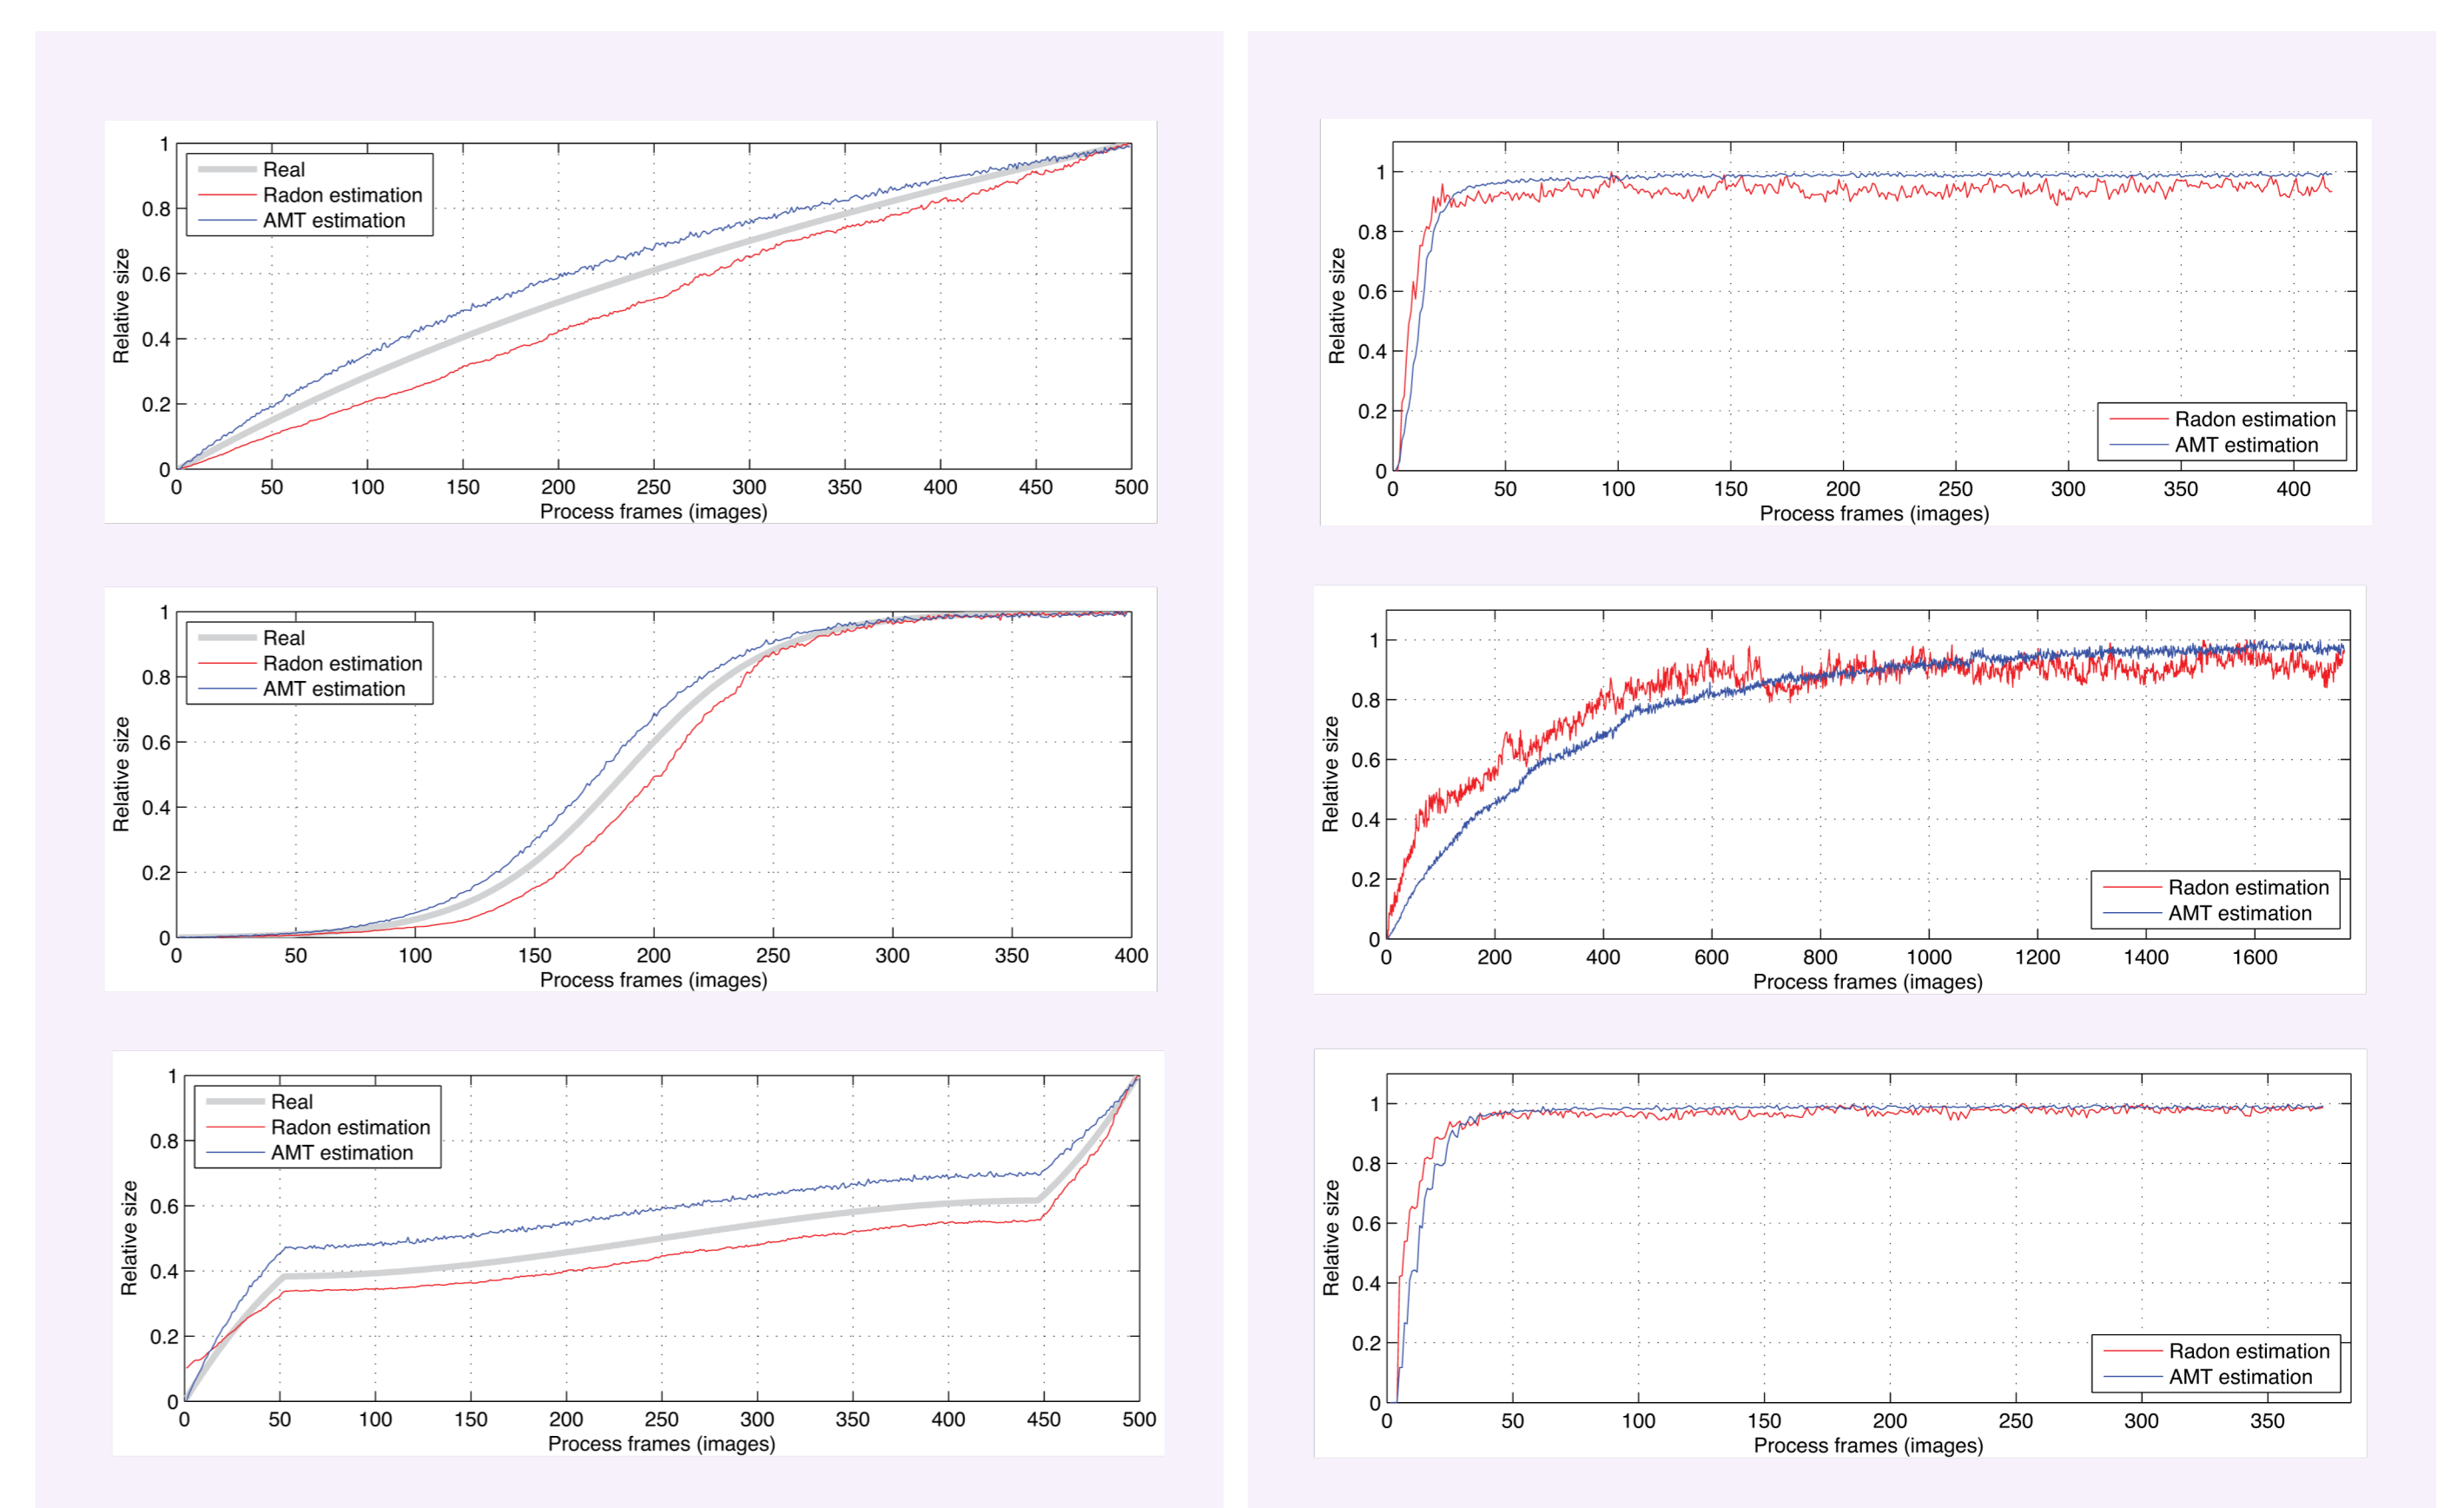 1
0.8
0.6
0.4
0.2
0
Relative size
Real
Radon estimation
AMT estimation
0 50 100 150 200 250 300 350 400 450 500
Process frames (images)
1
0.8
0.6
0.4
0.2
0
Relative size
Real
Radon estimation
AMT estimation
0 50 100 150 200 250 300 350 400
Process frames (images)
1
0.8
0.6
0.4
0.2
0
Relative size
Real
Radon estimation
AMT estimation
0 50 100 150 200 250 300 350 400 450 500
Process frames (images)
1
0.8
0.6
0.4
0.2
0
Relative size
Radon estimation
AMT estimation
0 50 100 150 200 250 300 350 400
Process frames (images)
1
0.8
0.6
0.4
0.2
0
Relative size
Radon estimation
AMT estimation
0 200 400 600 800 1000 1200 1400 1600
Process frames (images)
1
0.8
0.6
0.4
0.2
0
Relative size
Radon estimation
AMT estimation
0 50 100 150 200 250 300 350
Process frames (images)